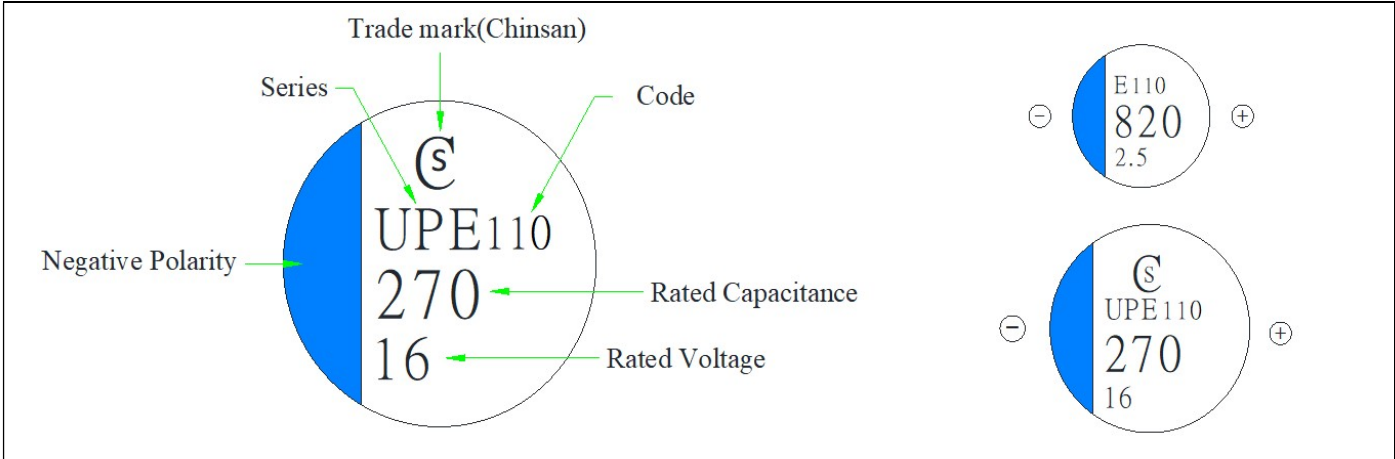 Trade mark(Chinsan)
Series
Code
CS
UPE110
270
16
Negative Polarity
Rated Capacitance
Rated Voltage
⊖
E110
820
2.5
⊕
⊖
CS
UPE110
270
16
⊕